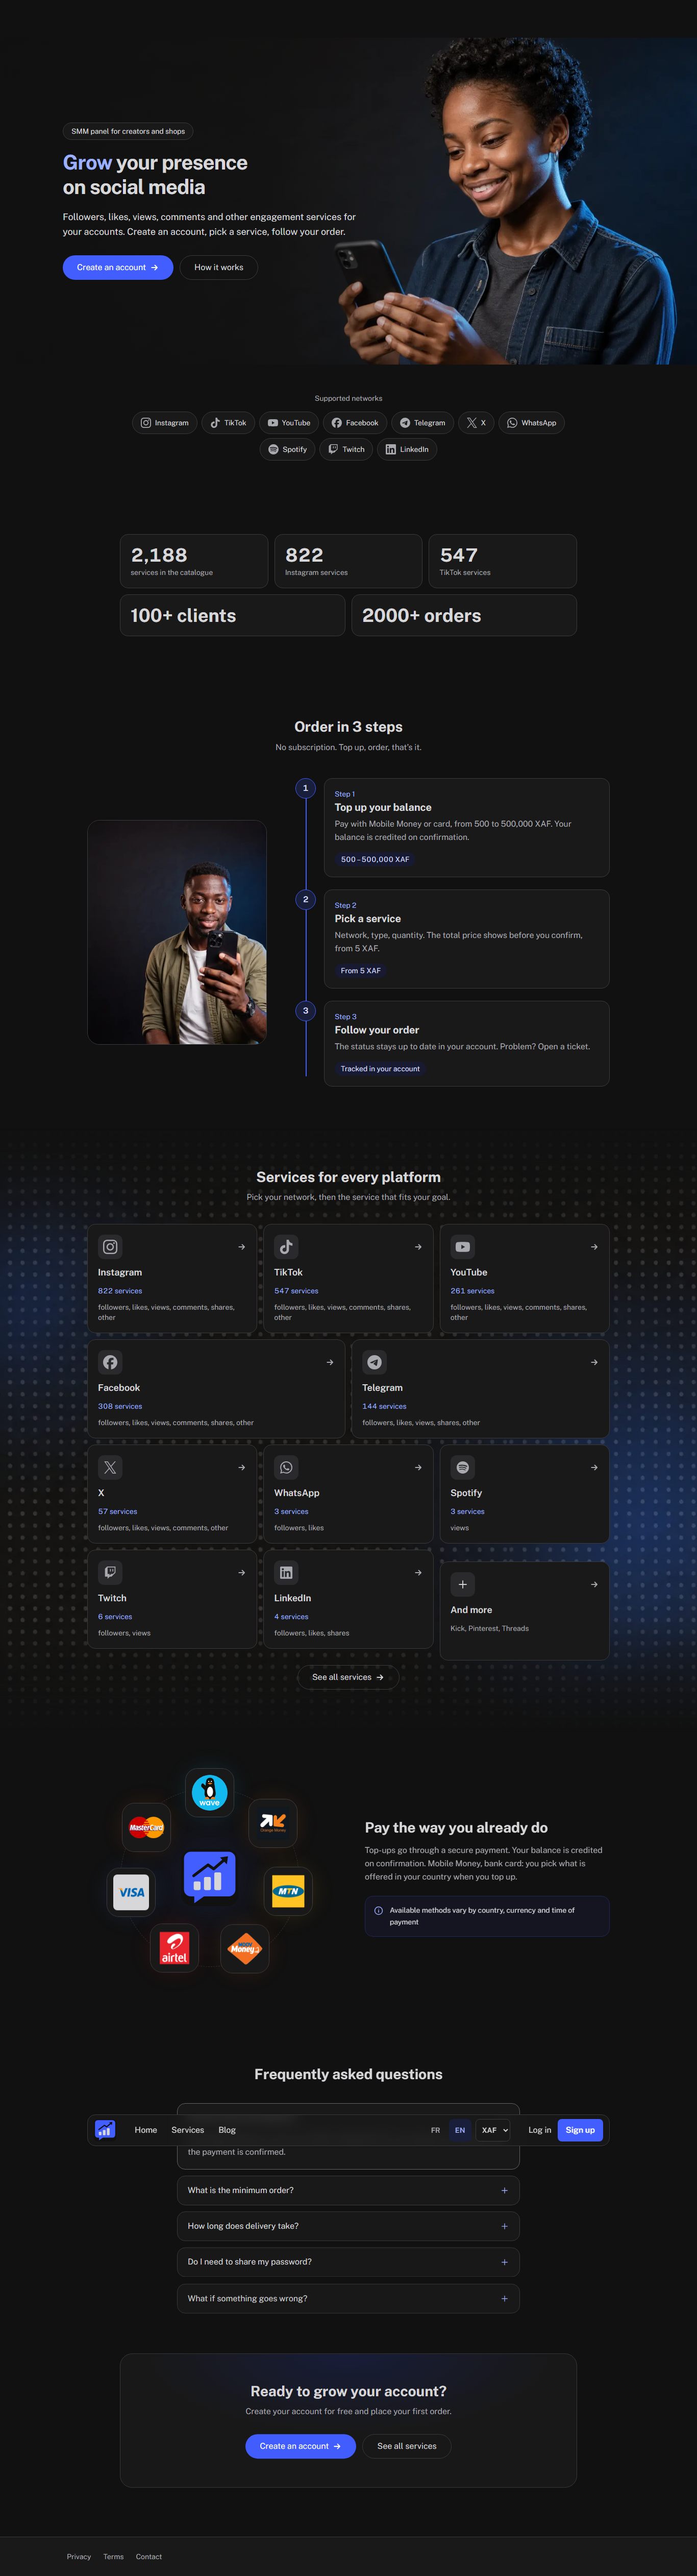 SMM panel for creators and shops
Grow your presence
on social media
Followers, likes, views, comments and other engagement services for
your accounts. Create an account, pick a service, follow your order.
Create an account →
How it works
Supported networks
Instagram
TikTok
YouTube
Facebook
Telegram
X
WhatsApp
Spotify
Twitch
LinkedIn
2,188
services in the catalogue
822
Instagram services
547
TikTok services
100+ clients
2000+ orders
Order in 3 steps
No subscription. Top up, order, that's it.
1
Step 1
Top up your balance
Pay with Mobile Money or card, from 500 to 500,000 XAF. Your
balance is credited on confirmation.
500 – 500,000 XAF
2
Step 2
Pick a service
Network, type, quantity. The total price shows before you confirm,
from 5 XAF.
From 5 XAF
3
Step 3
Follow your order
The status stays up to date in your account. Problem? Open a ticket.
Tracked in your account
Services for every platform
Pick your network, then the service that fits your goal.
Instagram
822 services
followers, likes, views, comments, shares,
other
TikTok
547 services
followers, likes, views, comments, shares,
other
YouTube
261 services
followers, likes, views, comments, shares,
other
Facebook
308 services
followers, likes, views, comments, shares, other
Telegram
144 services
followers, likes, views, shares, other
X
57 services
followers, likes, views, comments, other
WhatsApp
3 services
followers, likes
Spotify
3 services
views
Twitch
6 services
followers, views
LinkedIn
4 services
followers, likes, shares
And more
Kick, Pinterest, Threads
See all services →
wave
MasterCard
Orange Money
VISA
MTN
airtel
Money
Pay the way you already do
Top-ups go through a secure payment. Your balance is credited
on confirmation. Mobile Money, bank card: you pick what is
offered in your country when you top up.
Available methods vary by country, currency and time of
payment
Frequently asked questions
Home
Services
Blog
FR
EN
XAF
Log in
Sign up
the payment is confirmed.
What is the minimum order?
How long does delivery take?
Do I need to share my password?
What if something goes wrong?
Ready to grow your account?
Create your account for free and place your first order.
Create an account →
See all services
Privacy
Terms
Contact